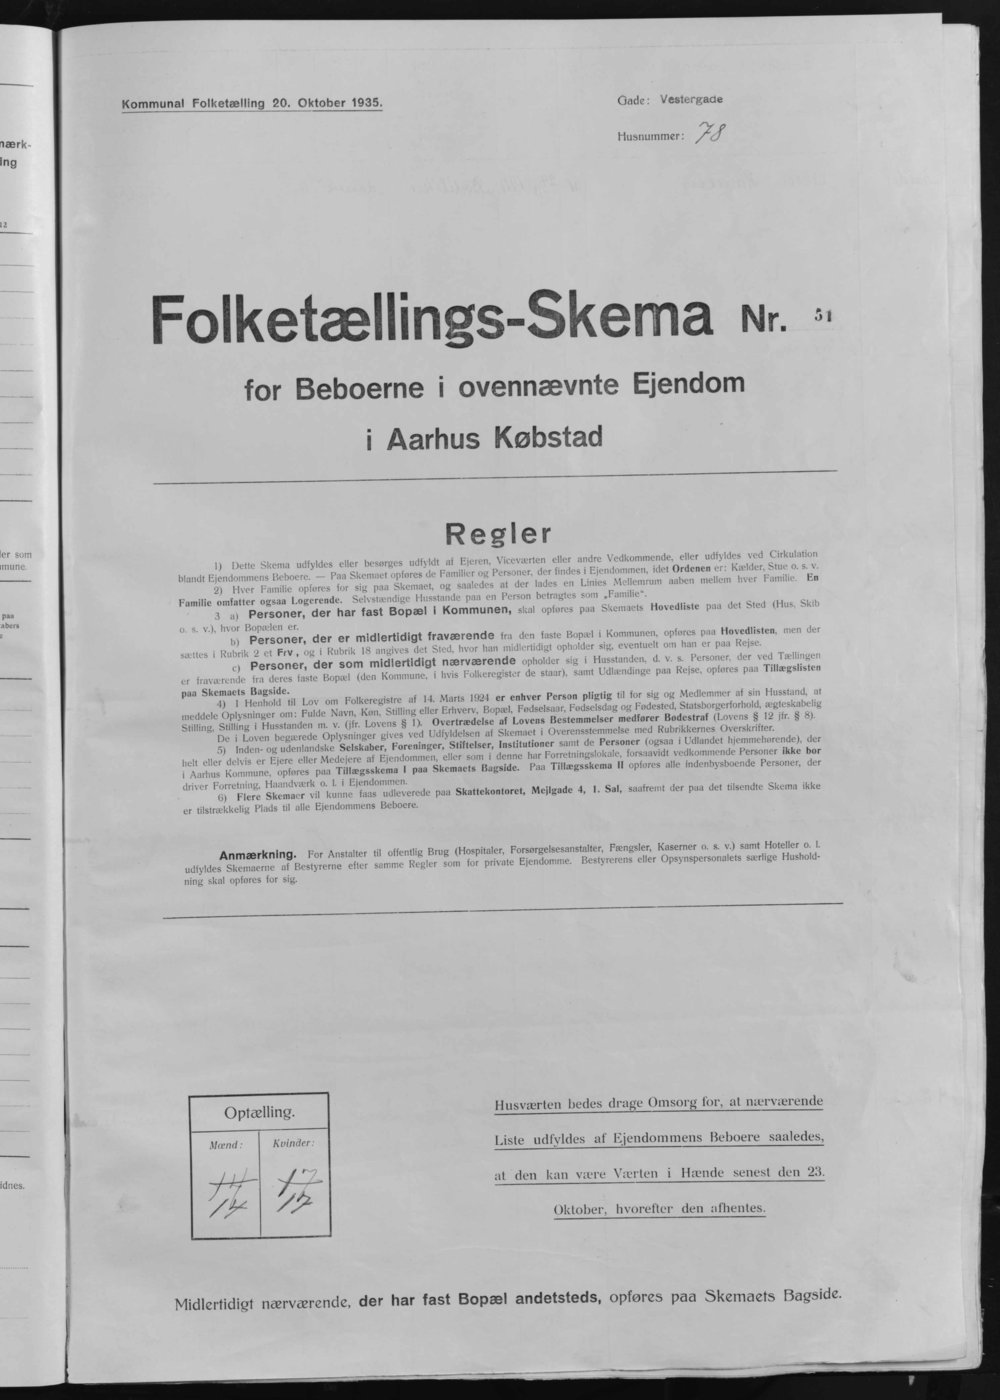 Kommunal Folketælling 20. Oktober 1935.
Gade: Vestergade
Husnummer: 78
Folketællings-Skema Nr. 51
for Beboerne i ovennævnte Ejendom
i Aarhus Købstad
Regler
1) Dette Skema udfyldes eller besørges udfyldt af Ejeren, Viceværten eller andre Vedkommende, eller udfyldes ved Cirkulation
blandt Ejendommens Beboere. — Paa Skemaet opføres de Familier og Personer, der findes i Ejendommen, idet Ordenen er: Kælder, Stue o. s. v.
2) Hver Familie opføres for sig paa Skemaet, og saaledes at der lades en Linies Mellemrum aaben mellem hver Familie. En
Familie omfatter ogsaa Logerende. Selvstændige Husstande paa en Person betragtes som „Familie“.
3 a) Personer, der har fast Bopæl i Kommunen, skal opføres paa Skemaets Hovedliste paa det Sted (Hus, Skib
o. s. v.), hvor Bopælen er.
b) Personer, der er midlertidigt fraværende fra den faste Bopæl i Kommunen, opføres paa Hovedlisten, men der
sættes i Rubrik 2 et Frv, og i Rubrik 18 angives det Sted, hvor han midlertidigt opholder sig, eventuelt om han er paa Rejse.
c) Personer, der som midlertidigt nærværende opholder sig i Husstanden, d. v. s. Personer, der ved Tællingen
er fraværende fra deres faste Bopæl (den Kommune, i hvis Folkeregister de staar), samt Udlændinge paa Rejse, opføres paa Tillægslisten
paa Skemaets Bagside.
4) I Henhold til Lov om Folkeregistre af 14. Marts 1924 er enhver Person pligtig til for sig og Medlemmer af sin Husstand, at
meddele Oplysninger om: Fulde Navn, Køn, Stilling eller Erhverv, Bopæl, Fødselsaar, Fødselsdag og Fødested, Statsborgerforhold, ægteskabelig
Stilling, Stilling i Husstanden m. v. (jfr. Lovens § 1). Overtrædelse af Lovens Bestemmelser medfører Bødestraf (Lovens § 12 jfr. § 8).
De i Loven begærede Oplysninger gives ved Udfyldelsen af Skemaet i Overensstemmelse med Rubrikkernes Overskrifter.
5) Inden- og udenlandske Selskaber, Foreninger, Stiftelser, Institutioner samt de Personer (ogsaa i Udlandet hjemmehørende), der
helt eller delvis er Ejere eller Medejere af Ejendommen, eller som i denne har Forretningslokale, forsaavidt vedkommende Personer ikke bor
i Aarhus Kommune, opføres paa Tillægsskema I paa Skemaets Bagside. Paa Tillægsskema II opføres alle indenbysboende Personer, der
driver Forretning, Haandværk o. l. i Ejendommen.
6) Flere Skemaer vil kunne faas udleverede paa Skattekontoret, Mejlgade 4, 1. Sal, saafremt der paa det tilsendte Skema ikke
er tilstrækkelig Plads til alle Ejendommens Beboere.
Anmærkning. For Anstalter til offentlig Brug (Hospitaler, Forsørgelsesanstalter, Fængsler, Kaserner o. s. v.) samt Hoteller o. l.
udfyldes Skemaerne af Bestyrerne efter samme Regler som for private Ejendomme. Bestyrerens eller Opsynspersonalets særlige Hushold-
ning skal opføres for sig.
Optælling.
Mænd: Kvinder:
14 17
14 17
Husværten bedes drage Omsorg for, at nærværende
Liste udfyldes af Ejendommens Beboere saaledes,
at den kan være Værten i Hænde senest den 23.
Oktober, hvorefter den afhentes.
Midlertidigt nærværende, der har fast Bopæl andetsteds, opføres paa Skemaets Bagside.